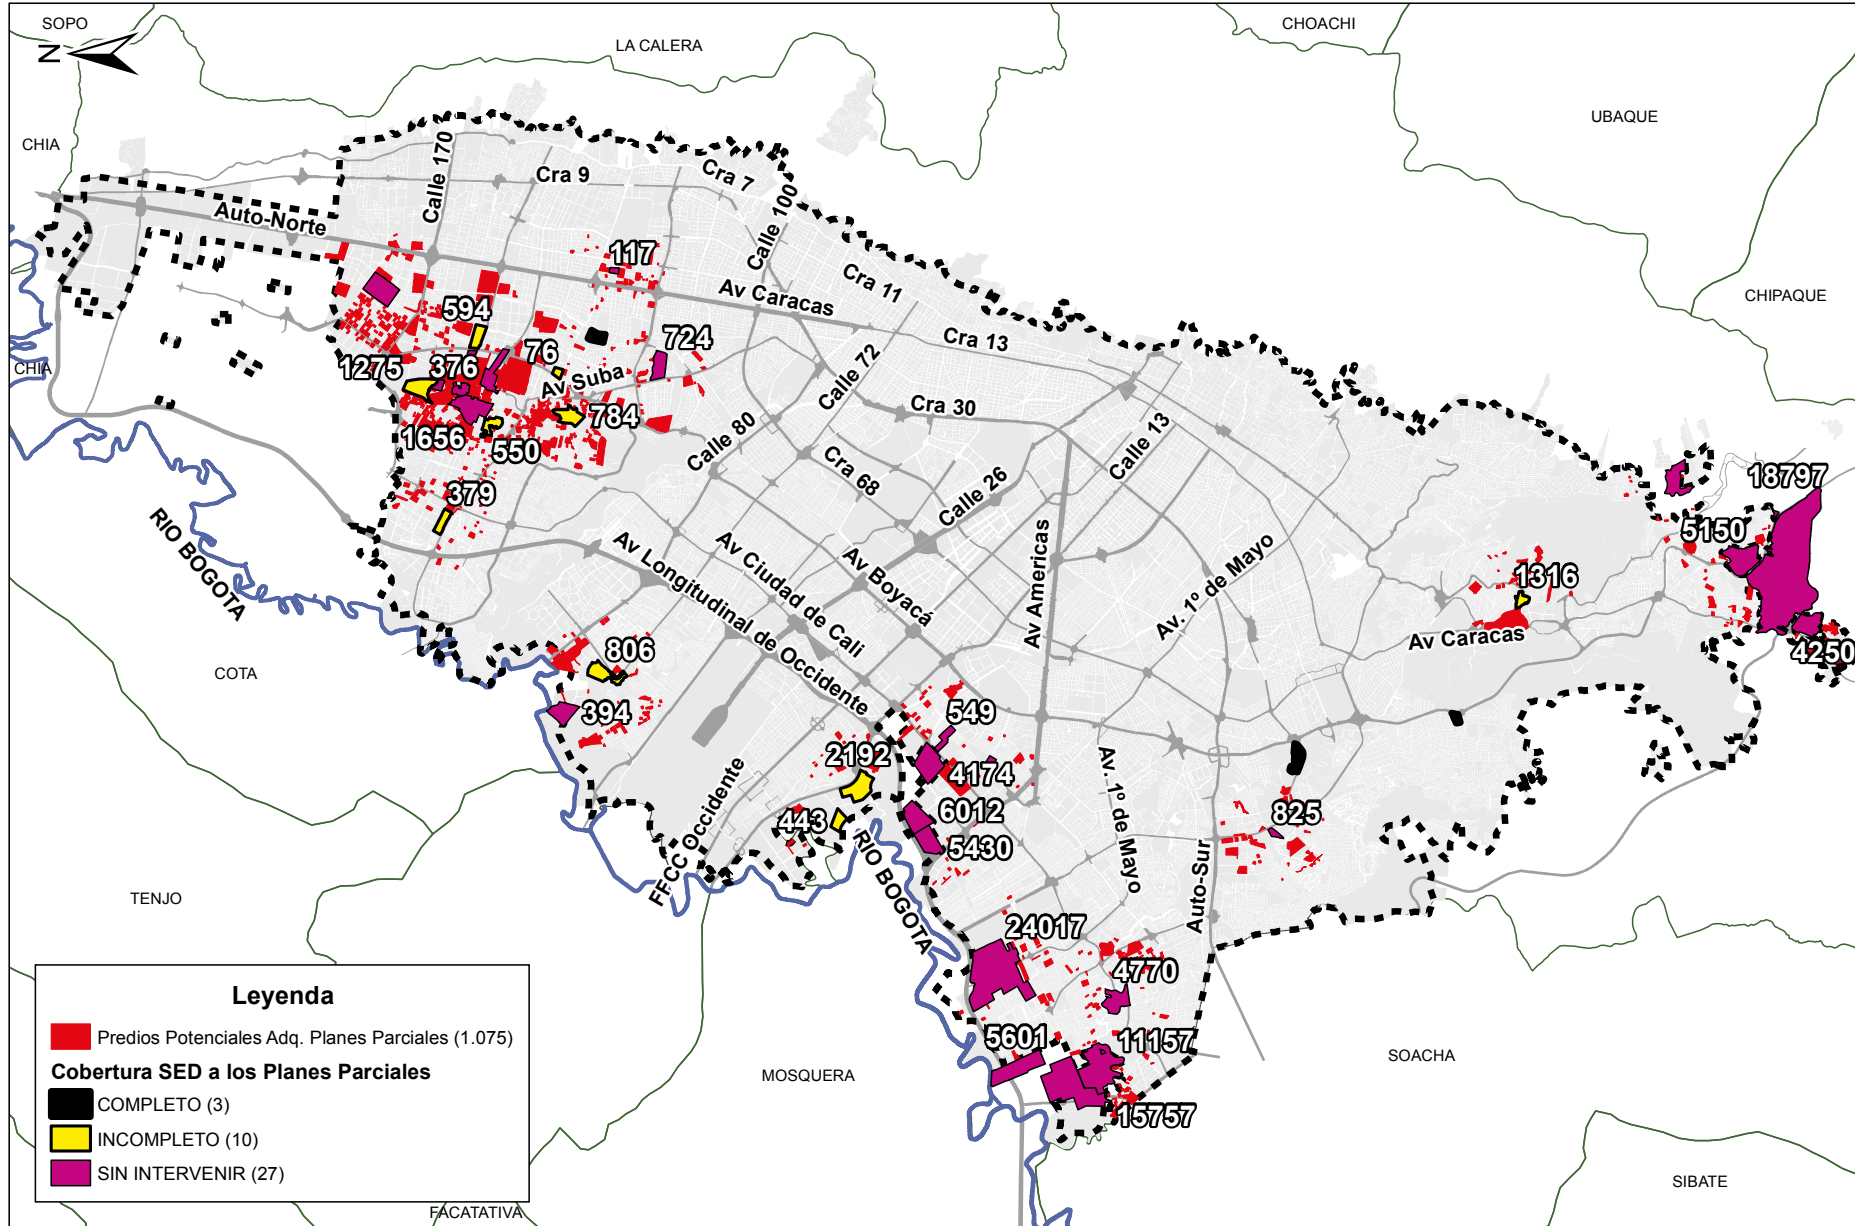 SOPO
CHOACHI
LA CALERA
N
UBAQUE
CHIA
Calle 170
Cra 9
Cra 7
Calle 100
Auto-Norte
117
Cra 11
CHIPAQUE
Av Caracas
594
Cra 13
724
76
CHIA
1275
376
Av Suba
Calle 72
Cra 30
784
1656
550
Calle 80
Calle 13
Cra 68
18797
379
Calle 26
RIO BOGOTA
5150
Av Longitudinal de Occidente
Av Ciudad de Cali
Av Boyacá
Av Americas
Av. 1º de Mayo
1316
Av Caracas
4250
COTA
806
394
549
2192
4174
Av. 1º de Mayo
443
6012
825
5430
FFCC Occidente
RIO BOGOTA
Auto-Sur
TENJO
24017
4770
Leyenda
Predios Potenciales Adq. Planes Parciales (1.075)
Cobertura SED a los Planes Parciales
COMPLETO (3)
INCOMPLETO (10)
SIN INTERVENIR (27)
5601
11157
SOACHA
MOSQUERA
15757
SIBATE
FACATATIVA